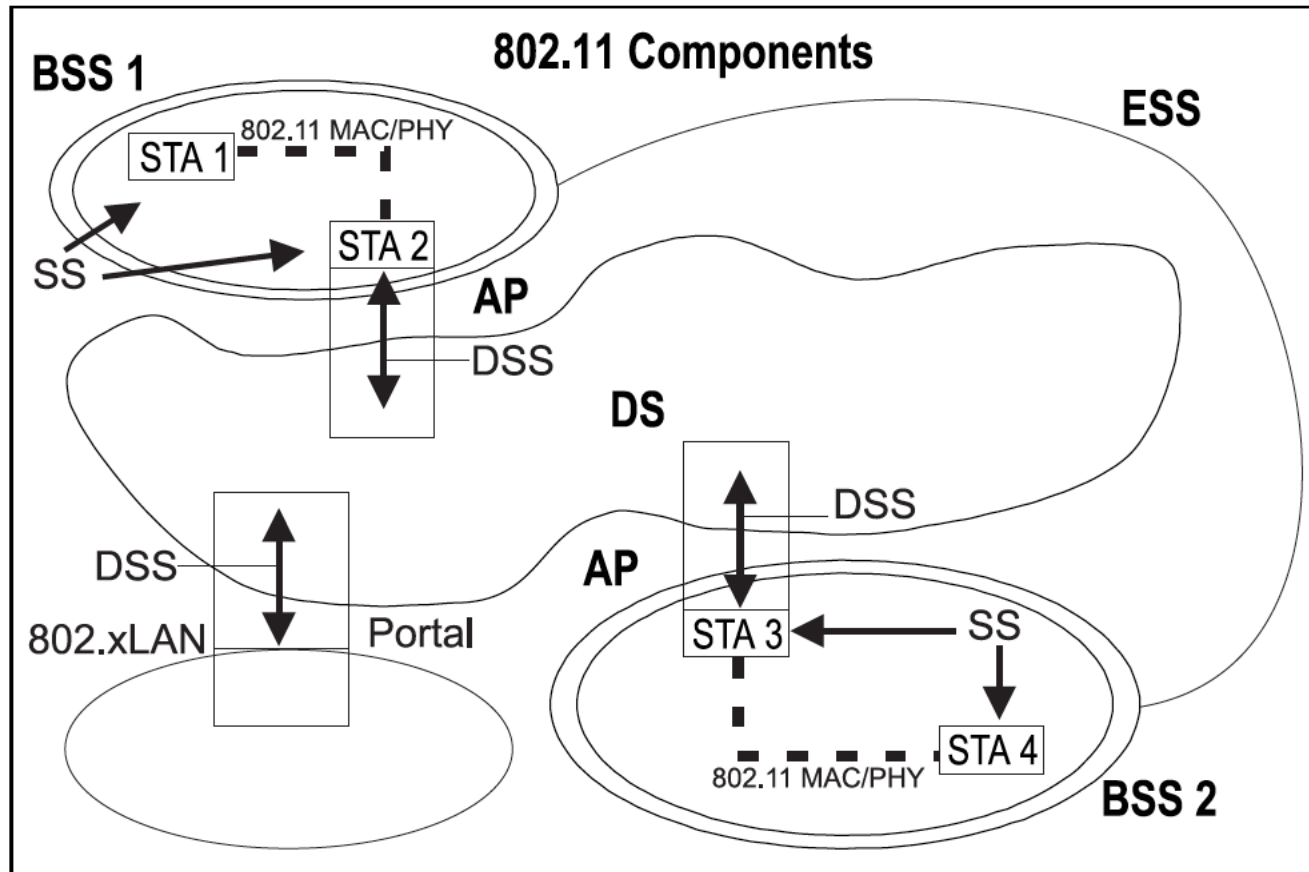 802.11 Components
BSS 1
ESS
802.11 MAC/PHY
STA 1
STA 2
SS
AP
DSS
DS
DSS
DSS
AP
802.xLAN
Portal
STA 3
SS
STA 4
802.11 MAC/PHY
BSS 2